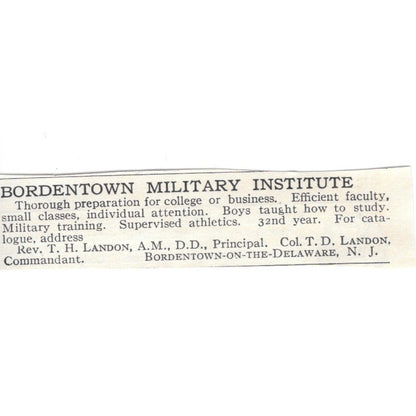 BORDENTOWN MILITARY INSTITUTE
Thorough preparation for college or business. Efficient faculty,
small classes, individual attention. Boys taught how to study.
Military training. Supervised athletics. 32nd year. For cata-
logue, address
Rev. T. H. LANDON, A.M., D.D., Principal. Col. T. D. LANDON,
Commandant. BORDENTOWN-ON-THE-DELAWARE, N. J.